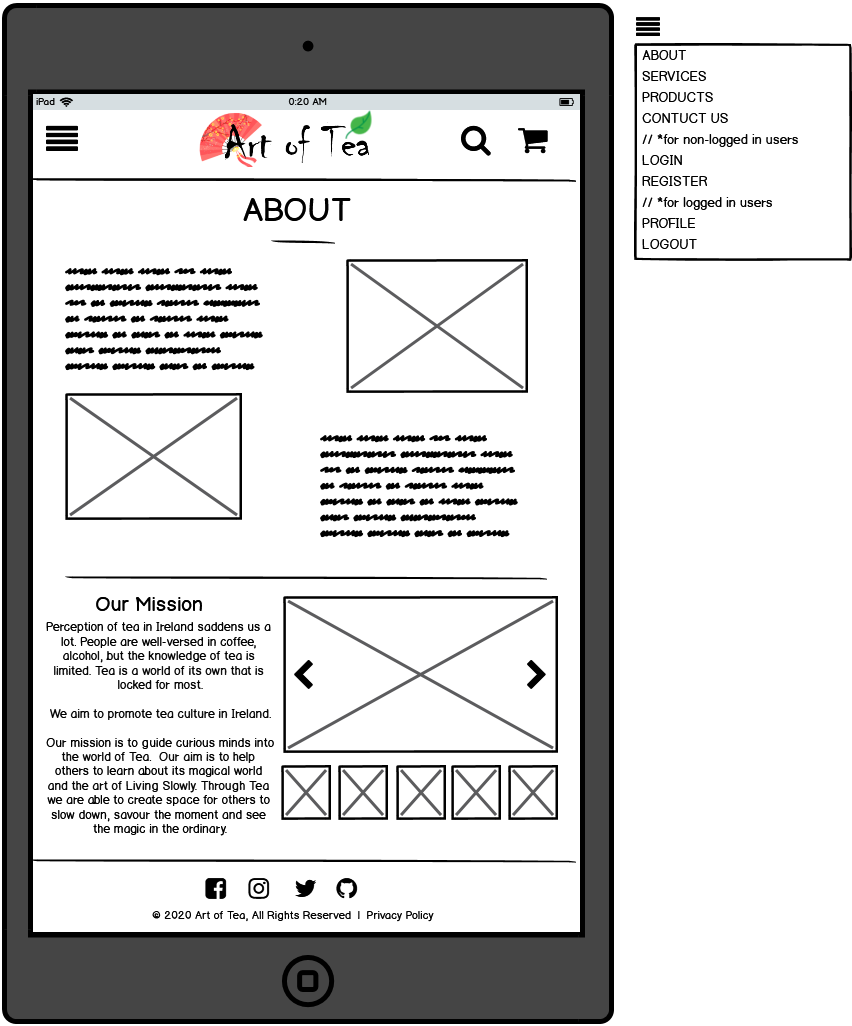 iPad
0:20 AM
Art of Tea
ABOUT
Our Mission
Perception of tea in Ireland saddens us a
lot. People are well-versed in coffee,
alcohol, but the knowledge of tea is
limited. Tea is a world of its own that is
locked for most.
We aim to promote tea culture in Ireland.
Our mission is to guide curious minds into
the world of Tea. Our aim is to help
others to learn about its magical world
and the art of Living Slowly. Through Tea
we are able to create space for others to
slow down, savour the moment and see
the magic in the ordinary.
© 2020 Art of Tea, All Rights Reserved | Privacy Policy
ABOUT
SERVICES
PRODUCTS
CONTUCT US
// *for non-logged in users
LOGIN
REGISTER
// *for logged in users
PROFILE
LOGOUT